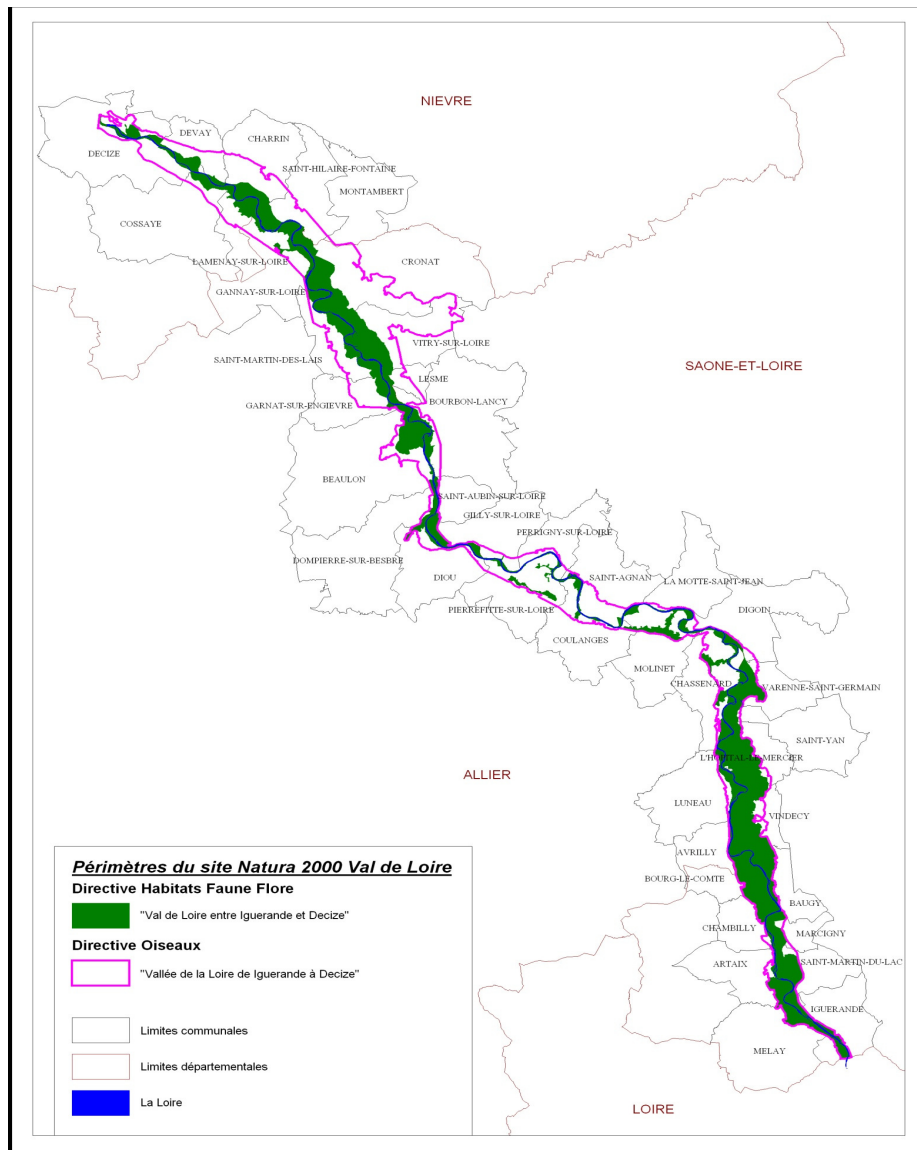 NIEVRE
DEVAY
CHARRIN
DECIZE
SAINT-HILAIRE-FONTAINE
MONTAMBERT
COSSAYE
LAMENAY-SUR-LOIRE
CRONAT
GANNAY-SUR-LOIRE
VITRY-SUR-LOIRE
SAINT-MARTIN-DES-LAIS
SAONE-ET-LOIRE
LESME
GARNAT-SUR-ENGIEVRE
BOURBON-LANCY
BEAULON
SAINT-AUBIN-SUR-LOIRE
GILLY-SUR-LOIRE
PERRIGNY-SUR-LOIRE
DOMPIERRE-SUR-BESBRE
DIOU
SAINT-AGNAN
LA MOTTE-SAINT-JEAN
PIERREFITTE-SUR-LOIRE
DIGOIN
COULANGES
MOLINET
CHASSENARD
VARENNE-SAINT-GERMAIN
SAINT-YAN
L'HOPITAL-LE-MERCIER
ALLIER
LUNEAU
VINDECY
AVRILLY
BOURG-LE-COMTE
BAUGY
CHAMBILLY
MARCIGNY
ARTAIX
SAINT-MARTIN-DU-LAC
IGUERANDE
MELAY
LOIRE
Périmètres du site Natura 2000 Val de Loire
Directive Habitats Faune Flore
"Val de Loire entre Iguerande et Decize"
Directive Oiseaux
"Vallée de la Loire de Iguerande à Decize"
Limites communales
Limites départementales
La Loire